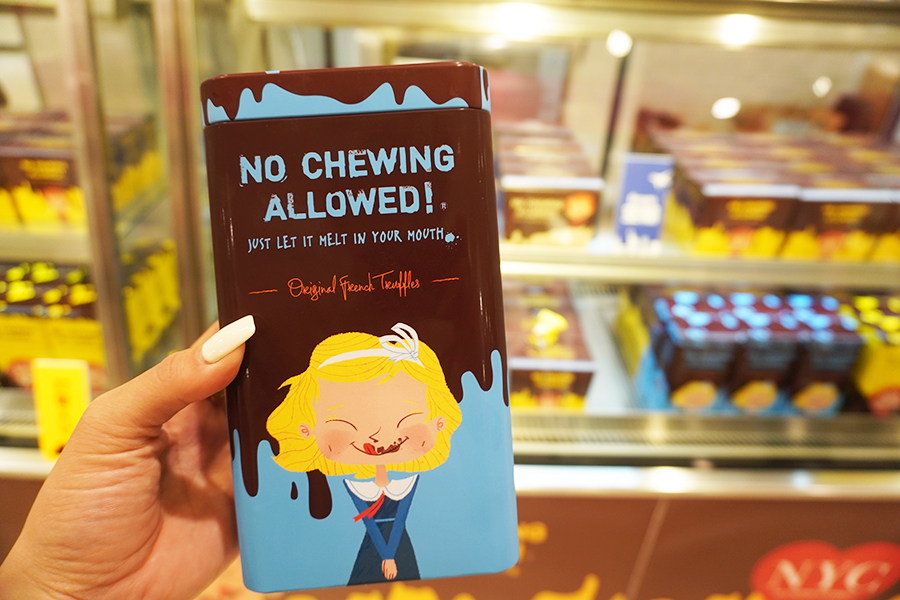 NO CHEWING
ALLOWED!®
JUST LET IT MELT IN YOUR MOUTH
Original French Truffles
NYC